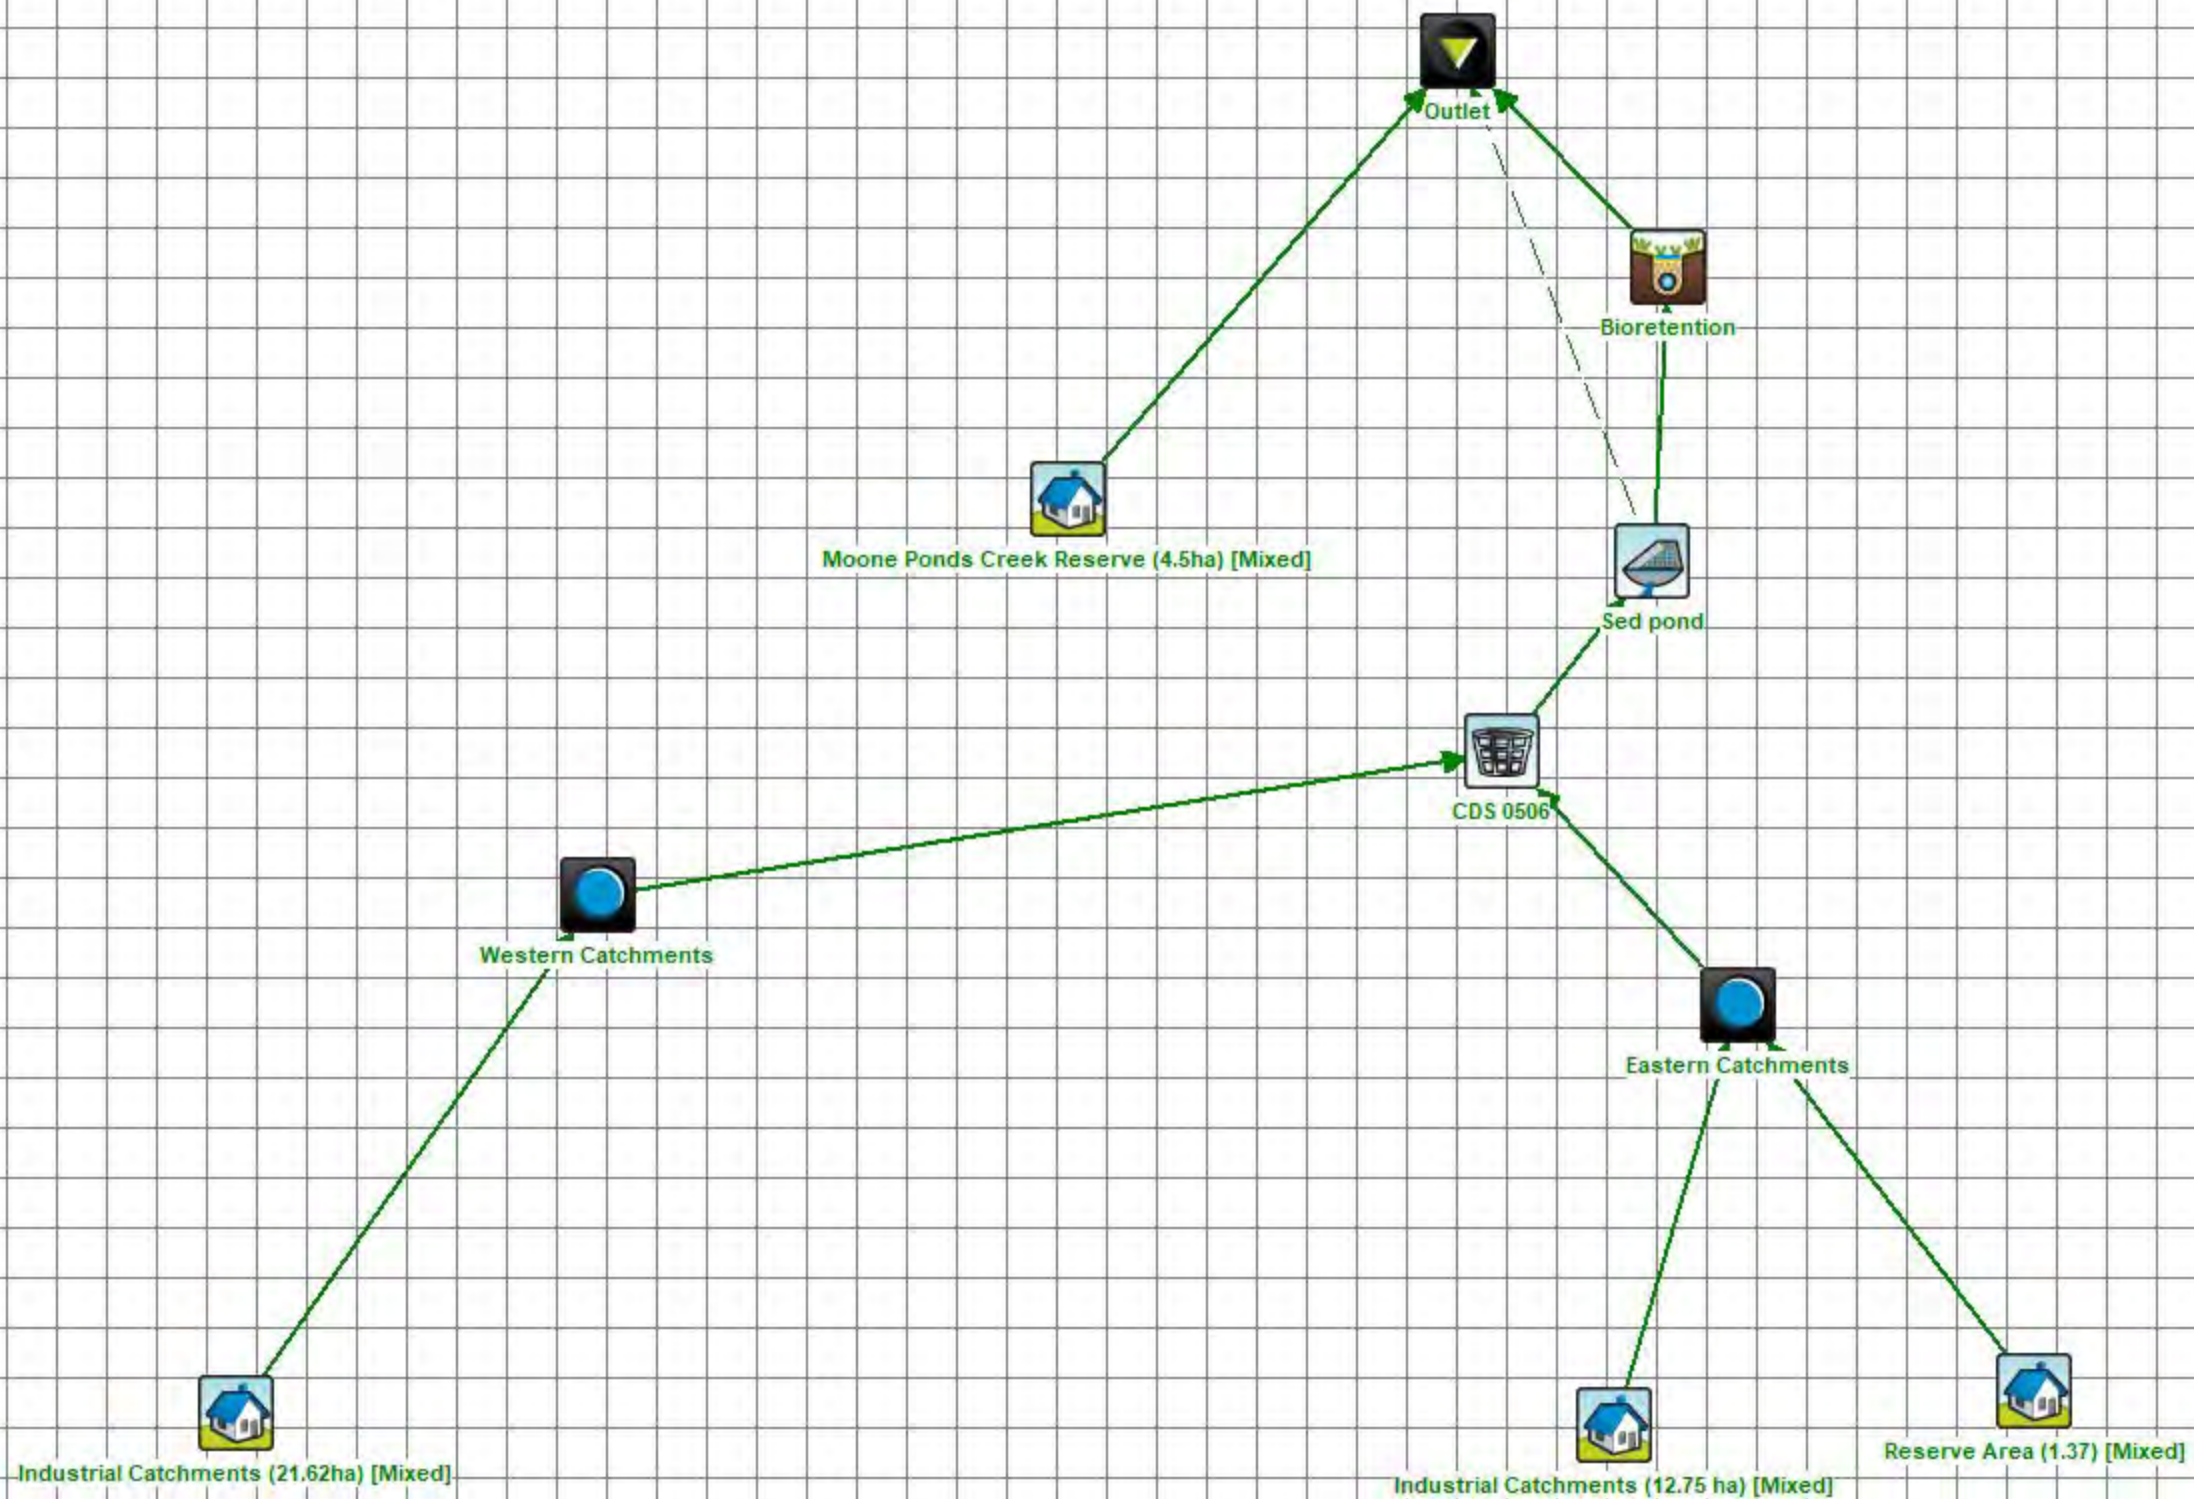 Outlet
Bioretention
Moone Ponds Creek Reserve (4.5ha) [Mixed]
Sed pond
CDS 0506
Western Catchments
Eastern Catchments
Reserve Area (1.37) [Mixed]
Industrial Catchments (21.62ha) [Mixed]
Industrial Catchments (12.75 ha) [Mixed]